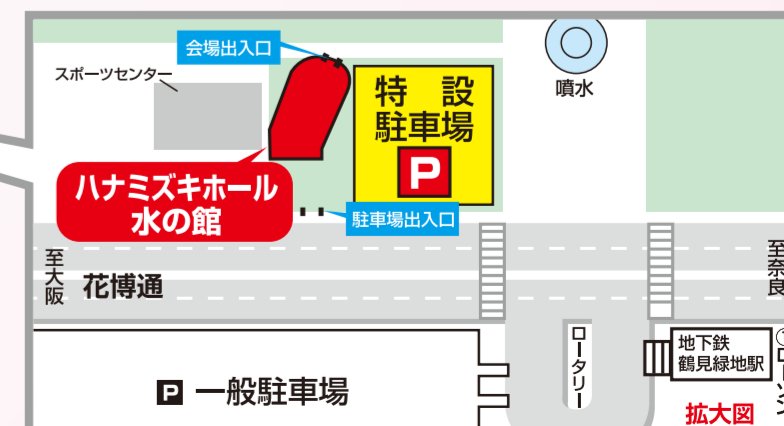 会場出入口
スポーツセンター
特 設
駐車場
P
噴水
ハナミズキホール
水の館
駐車場出入口
至大阪
花博通
至奈良
ロータリー
地下鉄
鶴見緑地駅
P 一般駐車場
拡大図